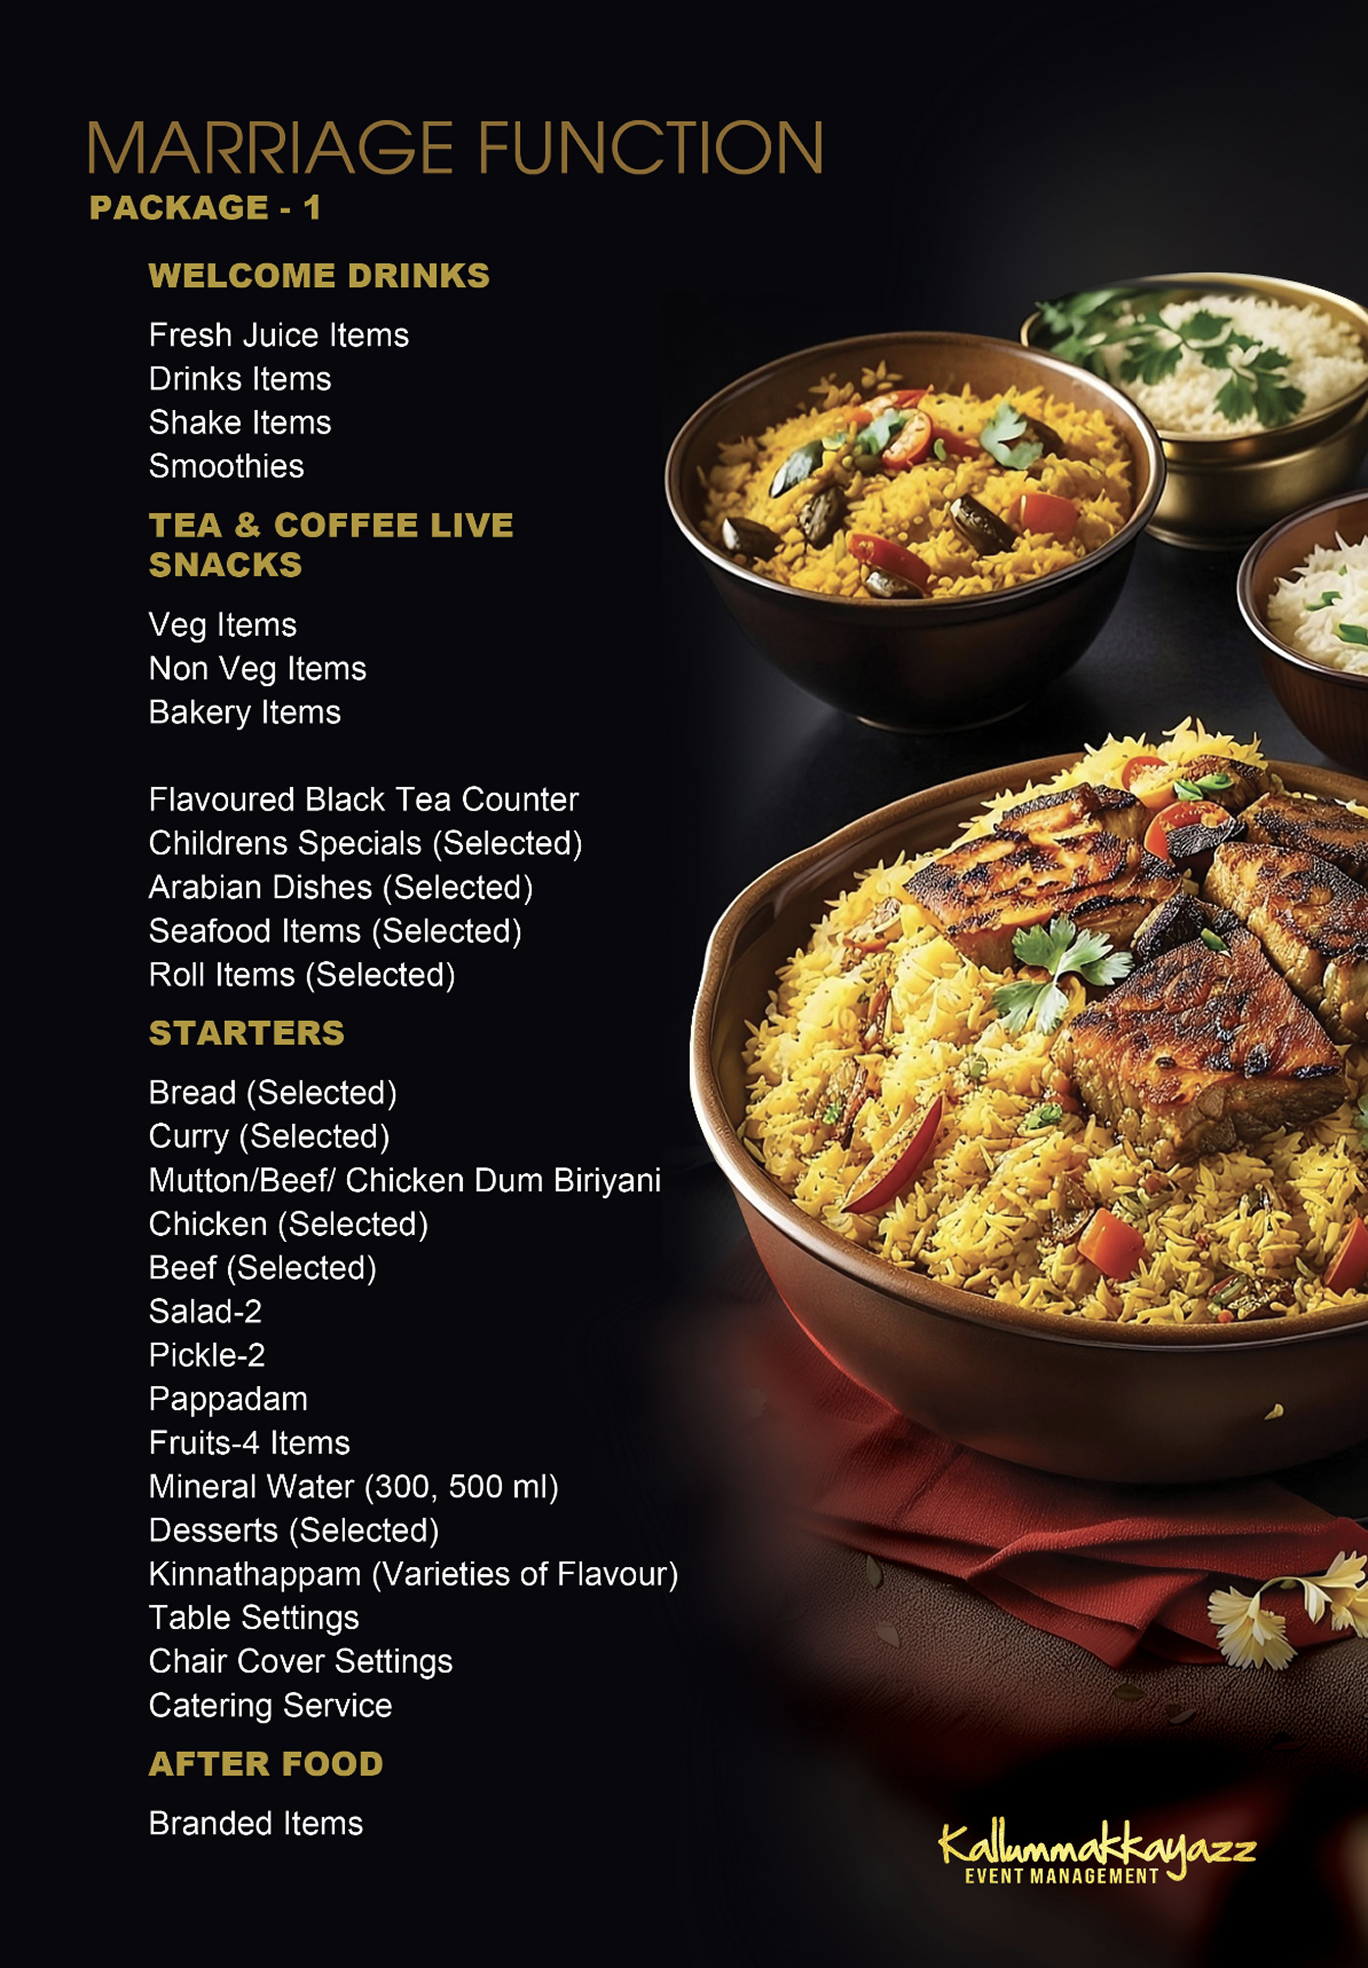 MARRIAGE FUNCTION
PACKAGE - 1
WELCOME DRINKS
Fresh Juice Items
Drinks Items
Shake Items
Smoothies
TEA & COFFEE LIVE
SNACKS
Veg Items
Non Veg Items
Bakery Items
Flavoured Black Tea Counter
Childrens Specials (Selected)
Arabian Dishes (Selected)
Seafood Items (Selected)
Roll Items (Selected)
STARTERS
Bread (Selected)
Curry (Selected)
Mutton/Beef/ Chicken Dum Biriyani
Chicken (Selected)
Beef (Selected)
Salad-2
Pickle-2
Pappadam
Fruits-4 Items
Mineral Water (300, 500 ml)
Desserts (Selected)
Kinnathappam (Varieties of Flavour)
Table Settings
Chair Cover Settings
Catering Service
AFTER FOOD
Branded Items
Kallummakkayazz
EVENT MANAGEMENT